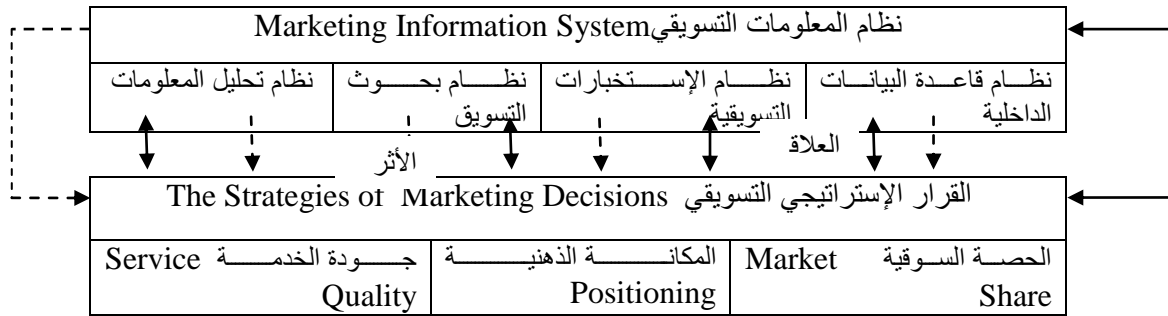 نظام المعلومات التسويقي Marketing Information System
نظام قاعدة البيانات
الداخلية
نظام الإستخبارات
التسويقية
نظام بحوث
التسويق
نظام تحليل المعلومات
العلاق
الأثر
القرار الإستراتيجي التسويقي The Strategies of Marketing Decisions
الحصة السوقية Market
Share
المكانة الذهنية
Positioning
جودة الخدمة Service
Quality